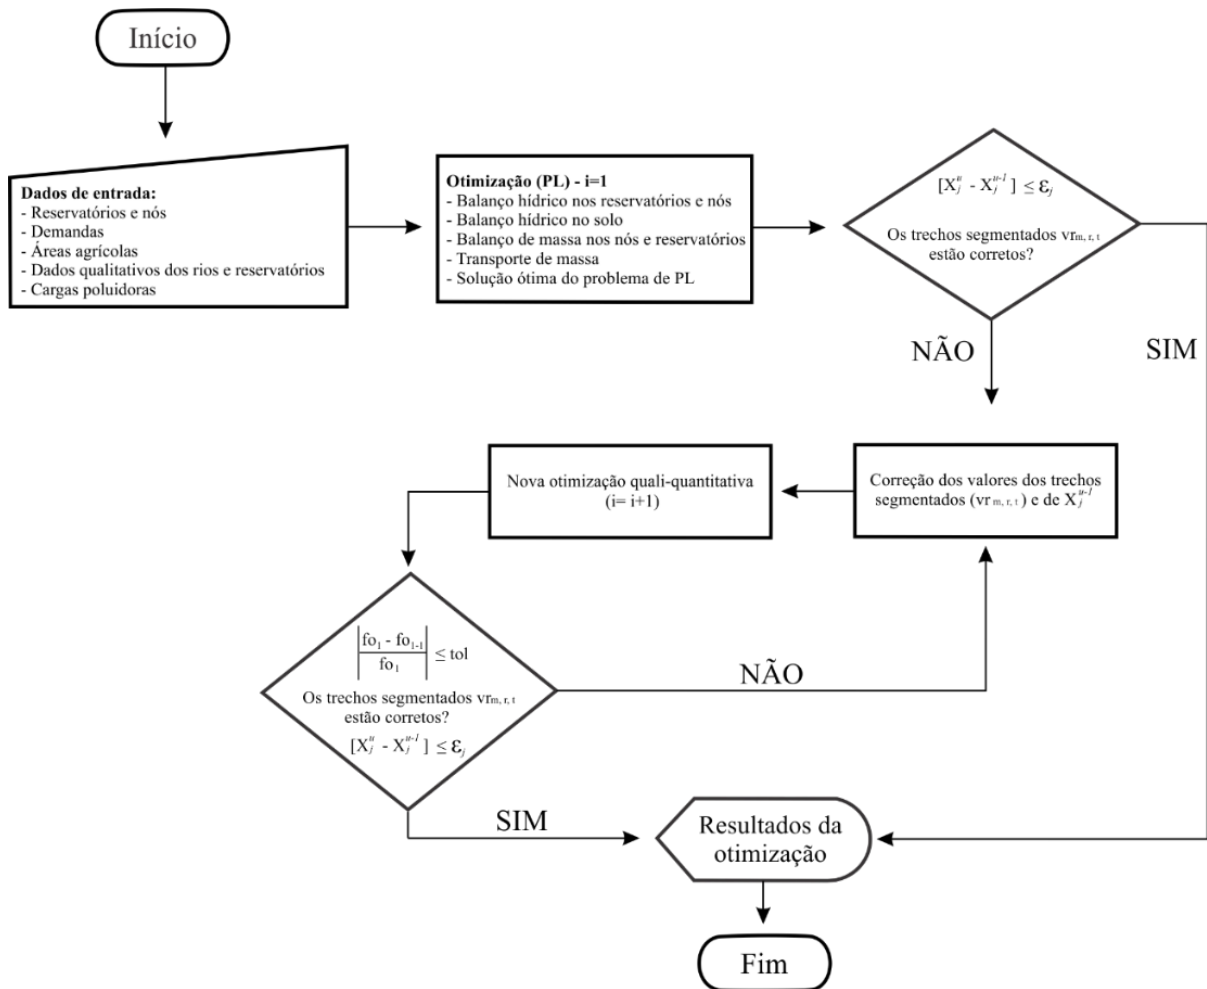 Início
Dados de entrada:
- Reservatórios e nós
- Demandas
- Áreas agrícolas
- Dados qualitativos dos rios e reservatórios
- Cargas poluidoras
Otimização (PL) - i=1
- Balanço hídrico nos reservatórios e nós
- Balanço hídrico no solo
- Balanço de massa nos nós e reservatórios
- Transporte de massa
- Solução ótima do problema de PL
[X_j^u - X_j^{u-1}] ≤ ε_j
Os trechos segmentados vr_{m, r, t}
estão corretos?
NÃO
SIM
Correção dos valores dos trechos
segmentados (vr_{m, r, t}) e de X_j^{u-1}
Nova otimização quali-quantitativa
(i= i+1)
|fo_1 - fo_{1-1} / fo_1| ≤ tol
Os trechos segmentados vr_{m, r, t}
estão corretos?
[X_j^u - X_j^{u-1}] ≤ ε_j
NÃO
SIM
Resultados da
otimização
Fim